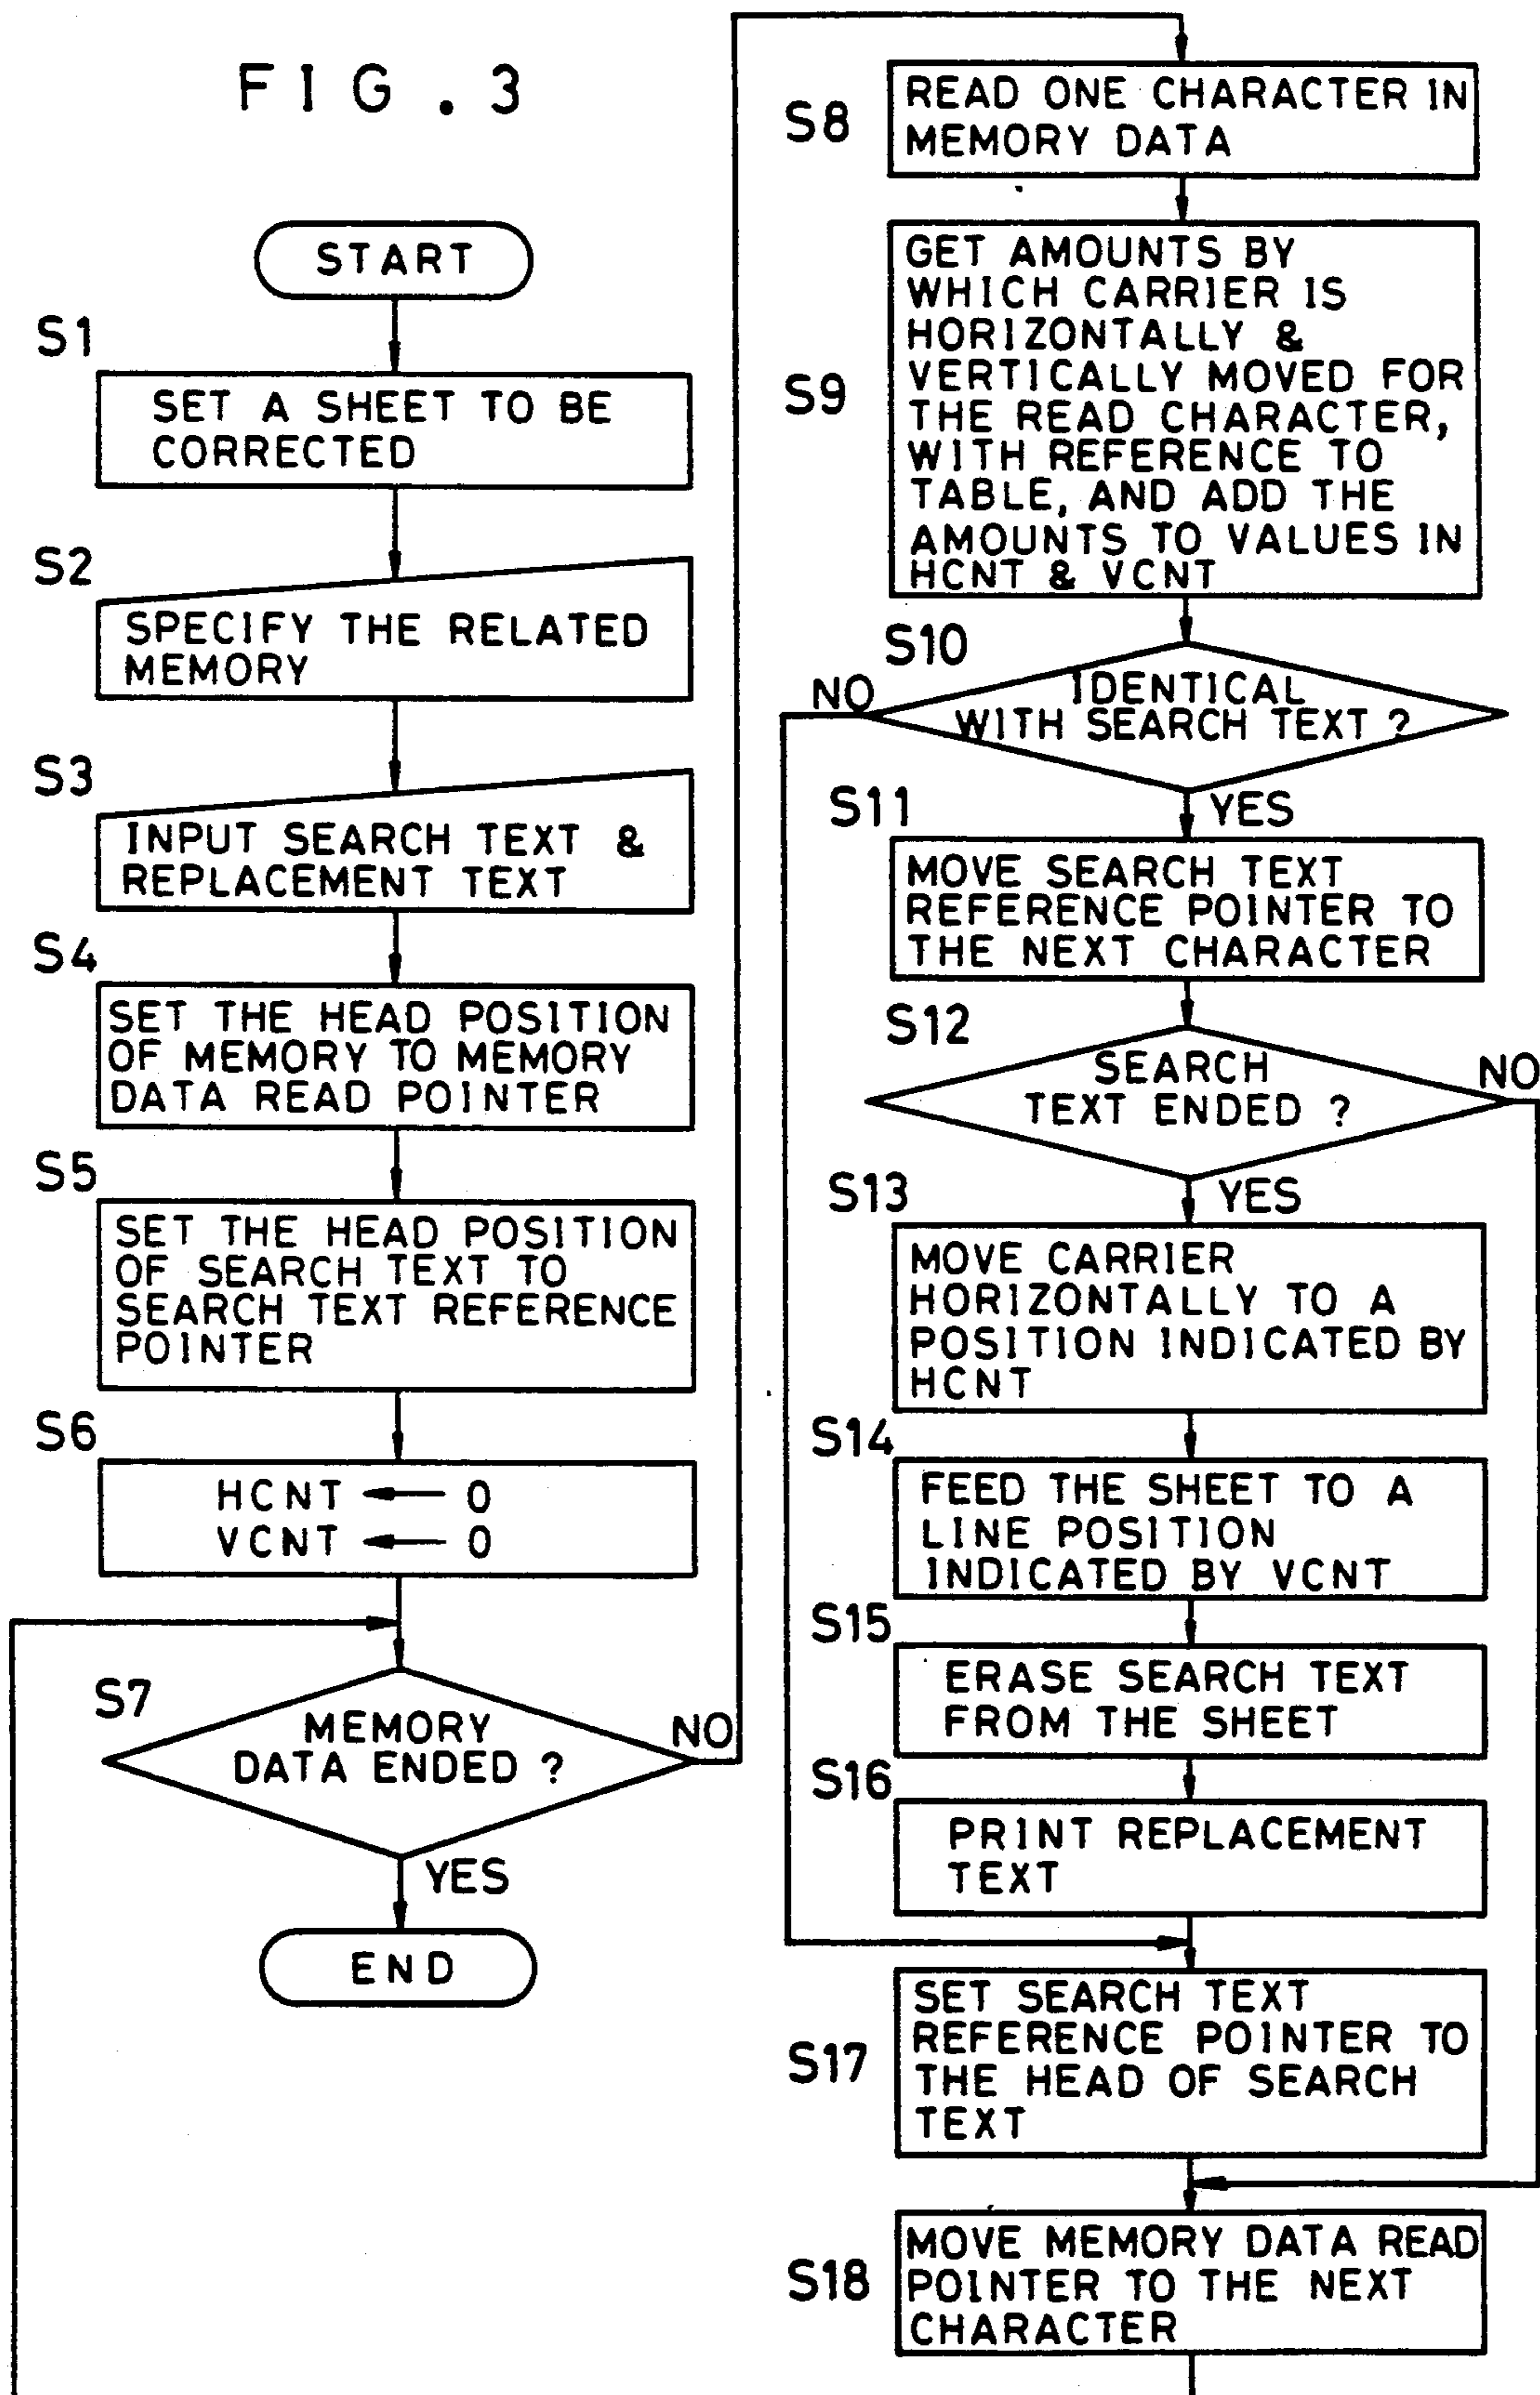 FIG. 3
START
S1
SET A SHEET TO BE
CORRECTED
S2
SPECIFY THE RELATED
MEMORY
S3
INPUT SEARCH TEXT &
REPLACEMENT TEXT
S4
SET THE HEAD POSITION
OF MEMORY TO MEMORY
DATA READ POINTER
S5
SET THE HEAD POSITION
OF SEARCH TEXT TO
SEARCH TEXT REFERENCE
POINTER
S6
HCNT ← 0
VCNT ← 0
S7
MEMORY
DATA ENDED ?
NO
YES
END
S8
READ ONE CHARACTER IN
MEMORY DATA
S9
GET AMOUNTS BY
WHICH CARRIER IS
HORIZONTALLY &
VERTICALLY MOVED FOR
THE READ CHARACTER,
WITH REFERENCE TO
TABLE, AND ADD THE
AMOUNTS TO VALUES IN
HCNT & VCNT
S10
NO
IDENTICAL
WITH SEARCH TEXT ?
YES
S11
MOVE SEARCH TEXT
REFERENCE POINTER TO
THE NEXT CHARACTER
S12
SEARCH
TEXT ENDED ?
NO
YES
S13
MOVE CARRIER
HORIZONTALLY TO A
POSITION INDICATED BY
HCNT
S14
FEED THE SHEET TO A
LINE POSITION
INDICATED BY VCNT
S15
ERASE SEARCH TEXT
FROM THE SHEET
S16
PRINT REPLACEMENT
TEXT
S17
SET SEARCH TEXT
REFERENCE POINTER TO
THE HEAD OF SEARCH
TEXT
S18
MOVE MEMORY DATA READ
POINTER TO THE NEXT
CHARACTER